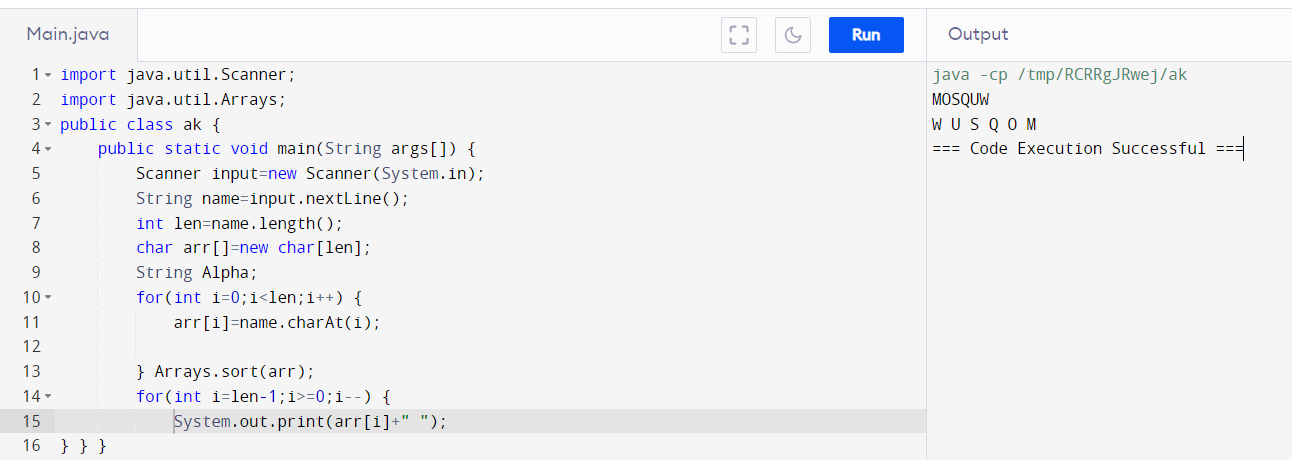 Main.java
Run
Output
1 import java.util.Scanner;
2 import java.util.Arrays;
3 public class ak {
4     public static void main(String args[]) {
5         Scanner input=new Scanner(System.in);
6         String name=input.nextLine();
7         int len=name.length();
8         char arr[]=new char[len];
9         String Alpha;
10         for(int i=0;i<len;i++) {
11             arr[i]=name.charAt(i);
12
13         } Arrays.sort(arr);
14         for(int i=len-1;i>=0;i--) {
15             System.out.print(arr[i]+" ");
16 } } }
java -cp /tmp/RCRRgJRwej/ak
MOSQUW
W U S Q O M
=== Code Execution Successful ===